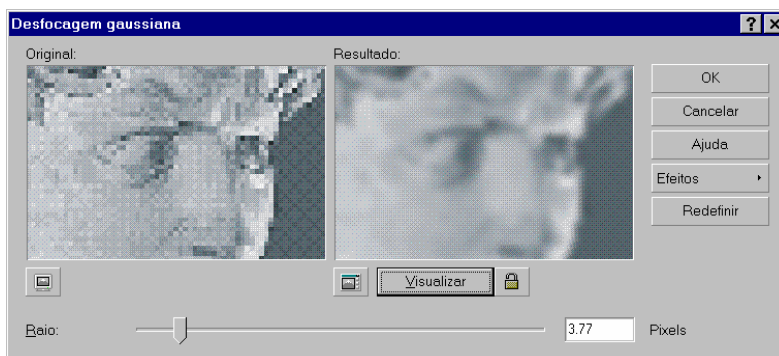 Desfocagem gaussiana
Original:
Resultado:
OK
Cancelar
Ajuda
Efeitos
Redefinir
Visualizar
Raio:
3.77
Pixels